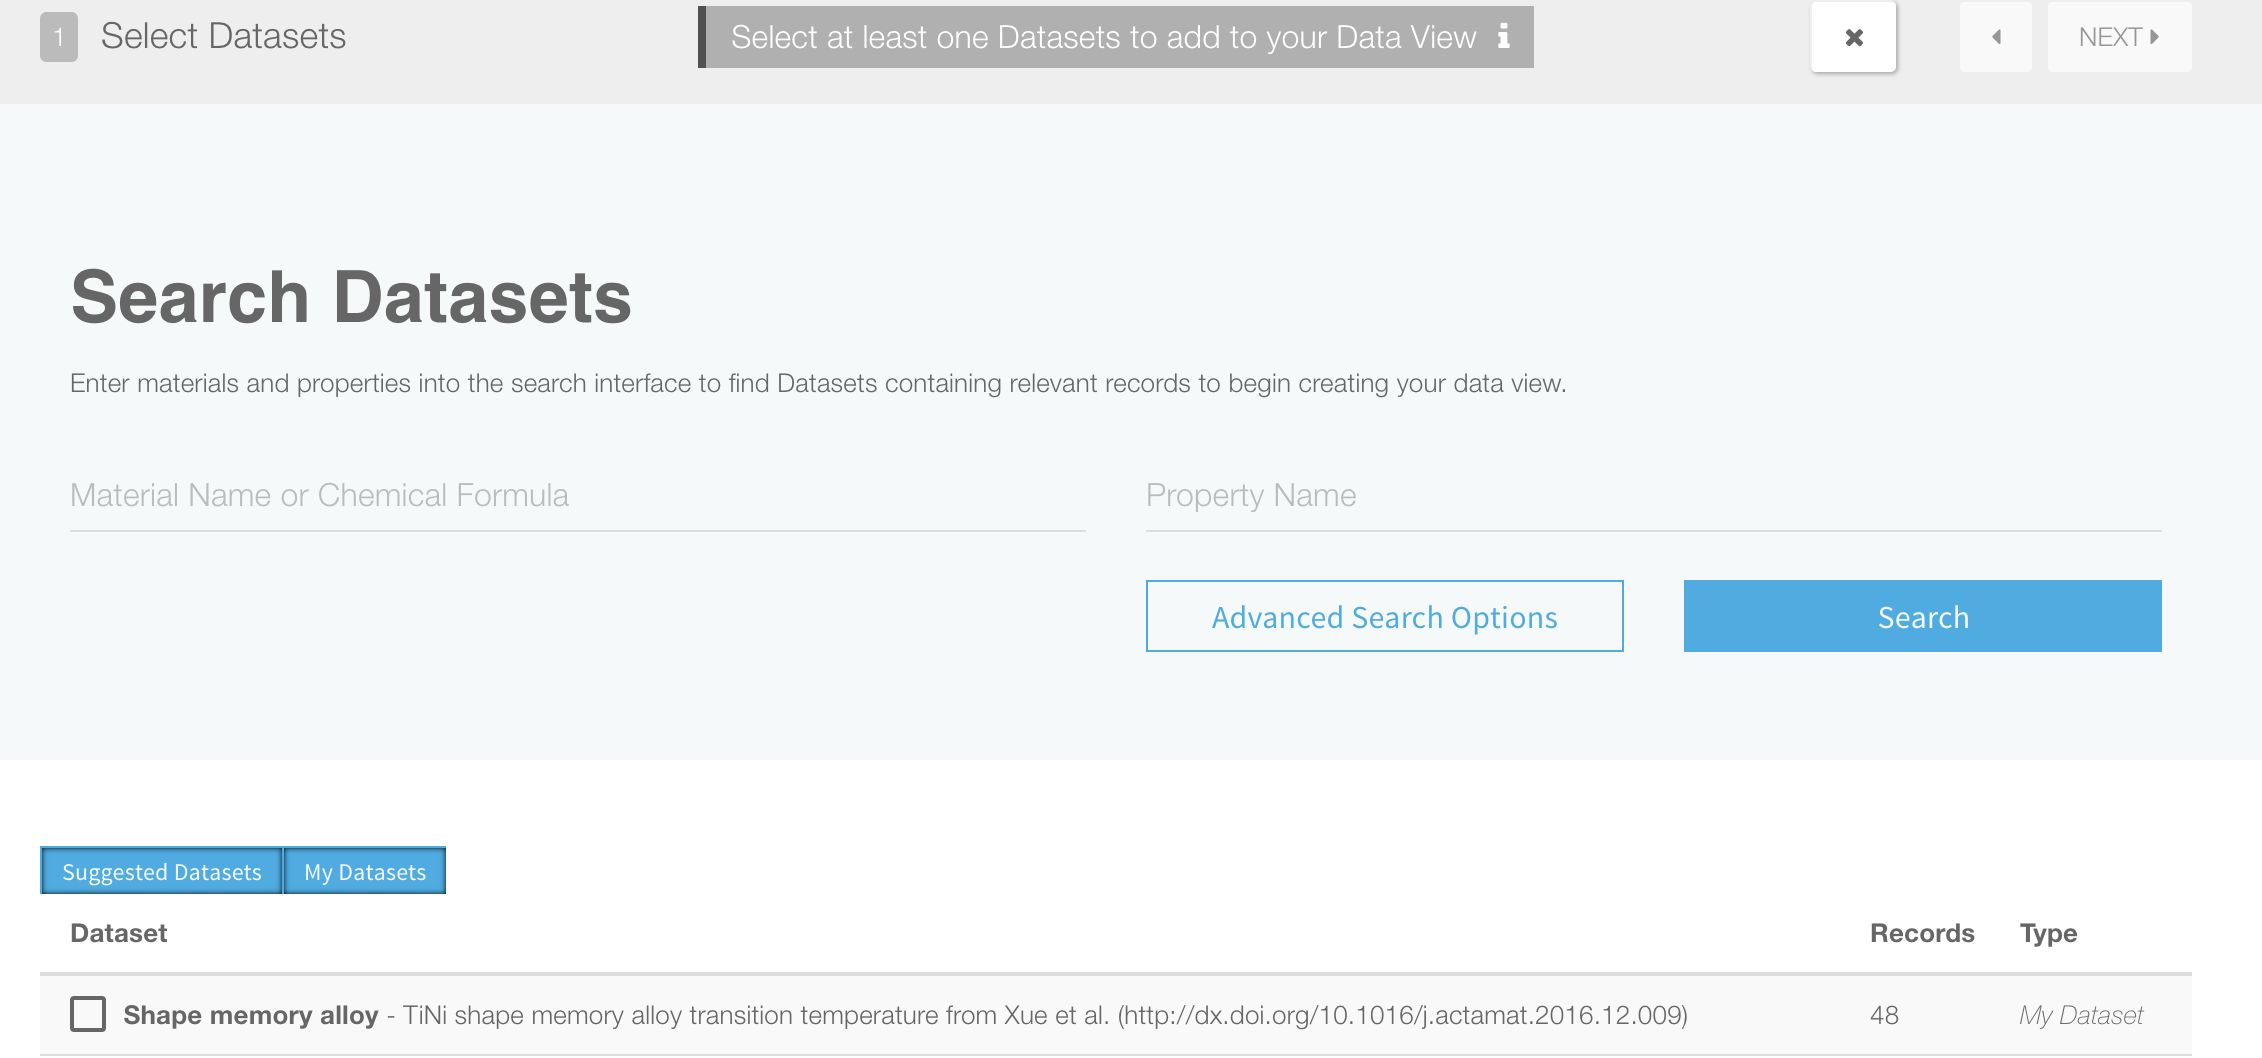 1 Select Datasets
Select at least one Datasets to add to your Data View
NEXT
Search Datasets
Enter materials and properties into the search interface to find Datasets containing relevant records to begin creating your data view.
Material Name or Chemical Formula
Property Name
Advanced Search Options
Search
Suggested Datasets
My Datasets
Dataset Records Type
Shape memory alloy - TiNi shape memory alloy transition temperature from Xue et al. (http://dx.doi.org/10.1016/j.actamat.2016.12.009) 48 My Dataset